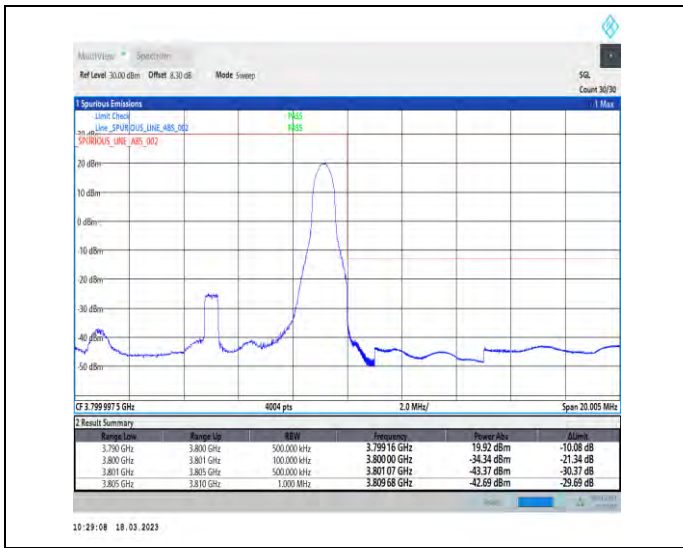 MultiView Spectrum
Ref Level 30.00 dBm Offset 8.30 dB Mode Sweep SGL
Count 30/30
1 Spurious Emissions 1 Max
Limit Check PASS
Line _SPURIOUS_LINE_ABS_002 PASS
_SPURIOUS_LINE_ABS_002
20 dBm
10 dBm
0 dBm
-10 dBm
-20 dBm
-30 dBm
-40 dBm
-50 dBm
CF 3.799 997 5 GHz 4004 pts 2.0 MHz/ Span 20.005 MHz
2 Result Summary
Range Low Range Up RBW Frequency Power Abs ΔLimit
3.790 GHz 3.800 GHz 500.000 kHz 3.799 16 GHz 19.92 dBm -10.08 dB
3.800 GHz 3.801 GHz 100.000 kHz 3.800 00 GHz -34.34 dBm -21.34 dB
3.801 GHz 3.805 GHz 500.000 kHz 3.801 07 GHz -43.37 dBm -30.37 dB
3.805 GHz 3.810 GHz 1.000 MHz 3.809 68 GHz -42.69 dBm -29.69 dB
10:29:08 18.03.2023